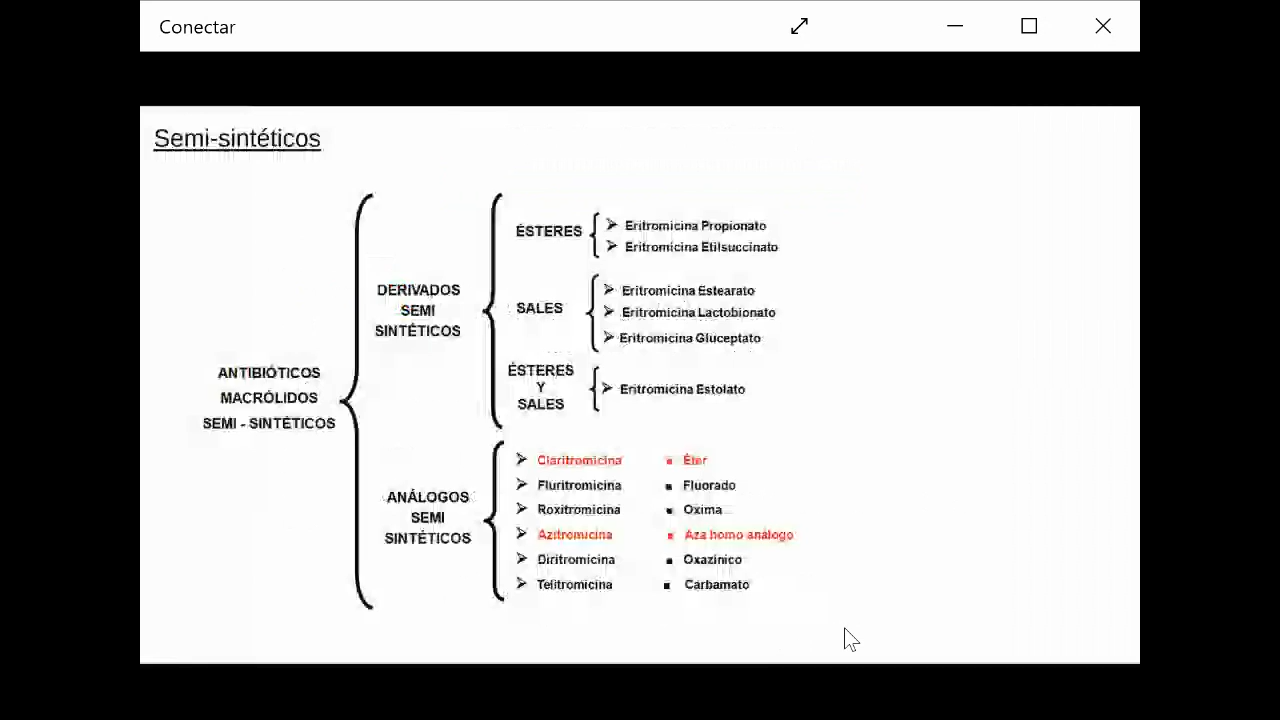 Conectar
Semi-sintéticos
ÉSTERES
Eritromicina Propionato
Eritromicina Etilsuccinato
DERIVADOS
SEMI
SINTÉTICOS
SALES
Eritromicina Estearato
Eritromicina Lactobionato
Eritromicina Gluceptato
ÉSTERES
Y
SALES
Eritromicina Estolato
ANTIBIÓTICOS
MACRÓLIDOS
SEMI - SINTÉTICOS
ANÁLOGOS
SEMI
SINTÉTICOS
Claritromicina Éter
Fluritromicina Fluorado
Roxitromicina Oxima
Azitromicina Aza homo análogo
Diritromicina Oxazínico
Telitromicina Carbamato